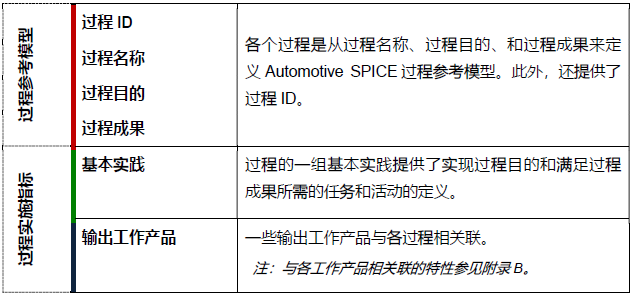 过程参考模型
过程 ID
过程名称
过程目的
过程成果
各个过程是从过程名称、过程目的、和过程成果来定
义 Automotive SPICE 过程参考模型。此外，还提供了
过程 ID。
过程实施指标
基本实践
过程的一组基本实践提供了实现过程目的和满足过程
成果所需的任务和活动的定义。
输出工作产品
一些输出工作产品与各过程相关联。
注：与各工作产品相关联的特性参见附录 B。